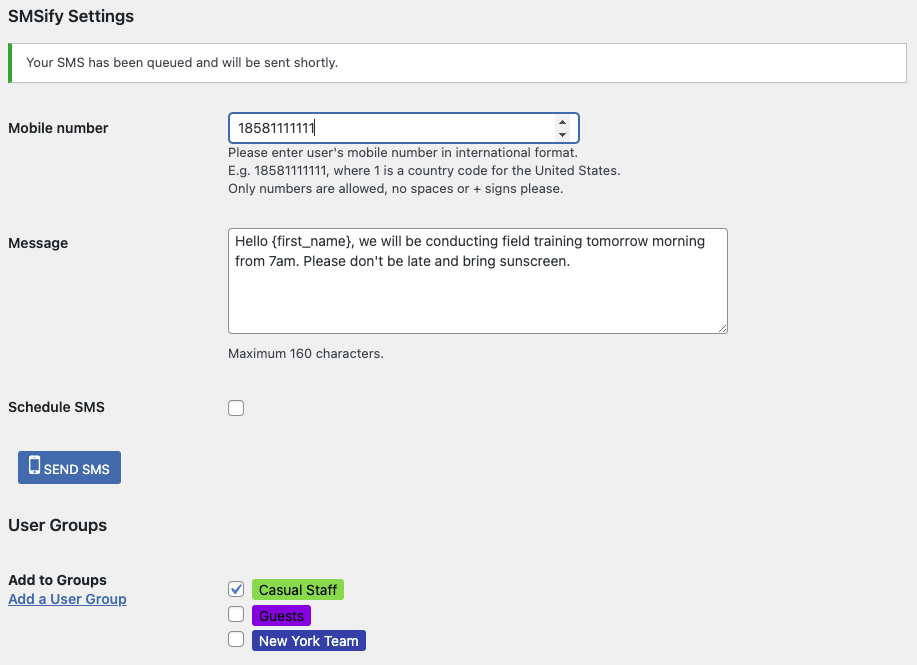 SMSify Settings
Your SMS has been queued and will be sent shortly.
Mobile number
18581111111
Please enter user's mobile number in international format.
E.g. 18581111111, where 1 is a country code for the United States.
Only numbers are allowed, no spaces or + signs please.
Message
Hello {first_name}, we will be conducting field training tomorrow morning
from 7am. Please don't be late and bring sunscreen.
Maximum 160 characters.
Schedule SMS
SEND SMS
User Groups
Add to Groups
Add a User Group
Casual Staff
Guests
New York Team